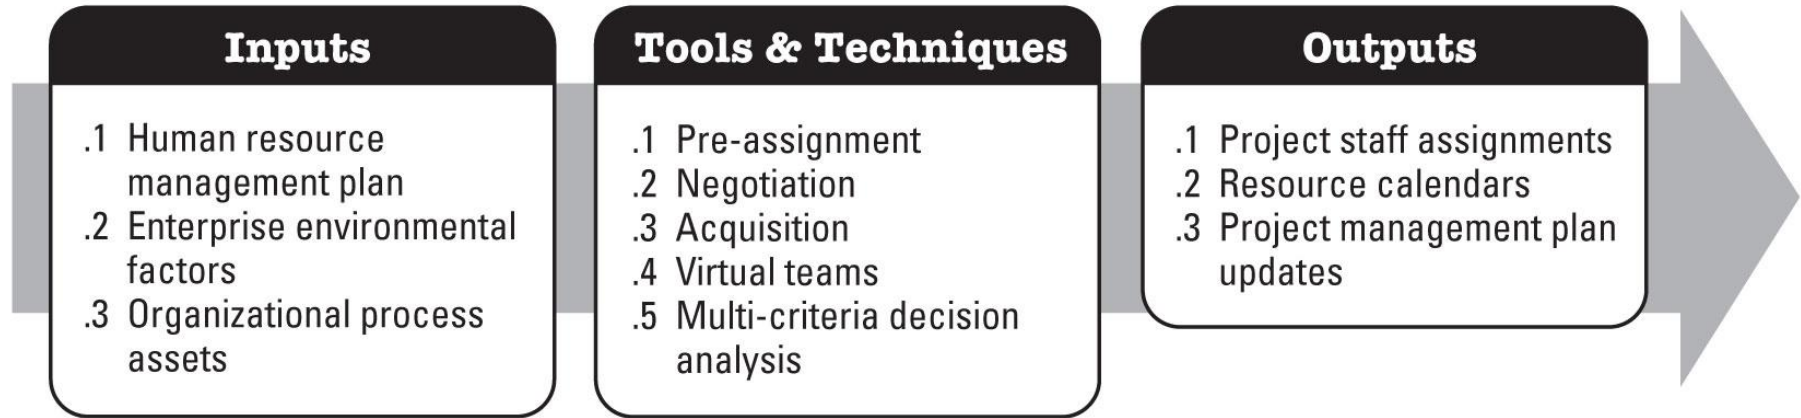 Inputs
.1 Human resource
management plan
.2 Enterprise environmental
factors
.3 Organizational process
assets
Tools & Techniques
.1 Pre-assignment
.2 Negotiation
.3 Acquisition
.4 Virtual teams
.5 Multi-criteria decision
analysis
Outputs
.1 Project staff assignments
.2 Resource calendars
.3 Project management plan
updates